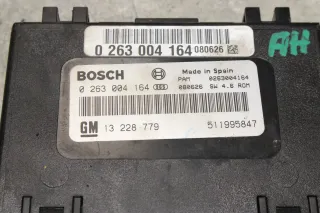 0 263 004 164 080626
AH
BOSCH
Made in Spain
PAM 0263004164
0 263 004 164
080626 SW 4.6 ROM
GM 13 228 779
511995847